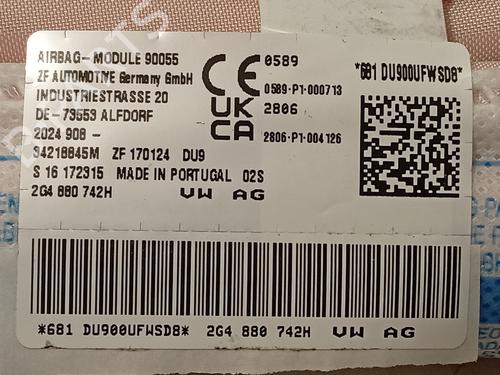 AIRBAG-MODULE 90055
ZF AUTOMOTIVE Germany GmbH
INDUSTRIESTRASSE 20
DE-73553 ALFDORF
2024 908 -
34218845M ZF 170124 DU9
S 16 172315 MADE IN PORTUGAL 02S
2G4 880 742H VW AG
CE 0589
0589-P1-000713
UK CA 2806
2806-P1-004126
*681 DU900UFWSD8*
*681 DU900UFWSD8* 2G4 880 742H VW AG